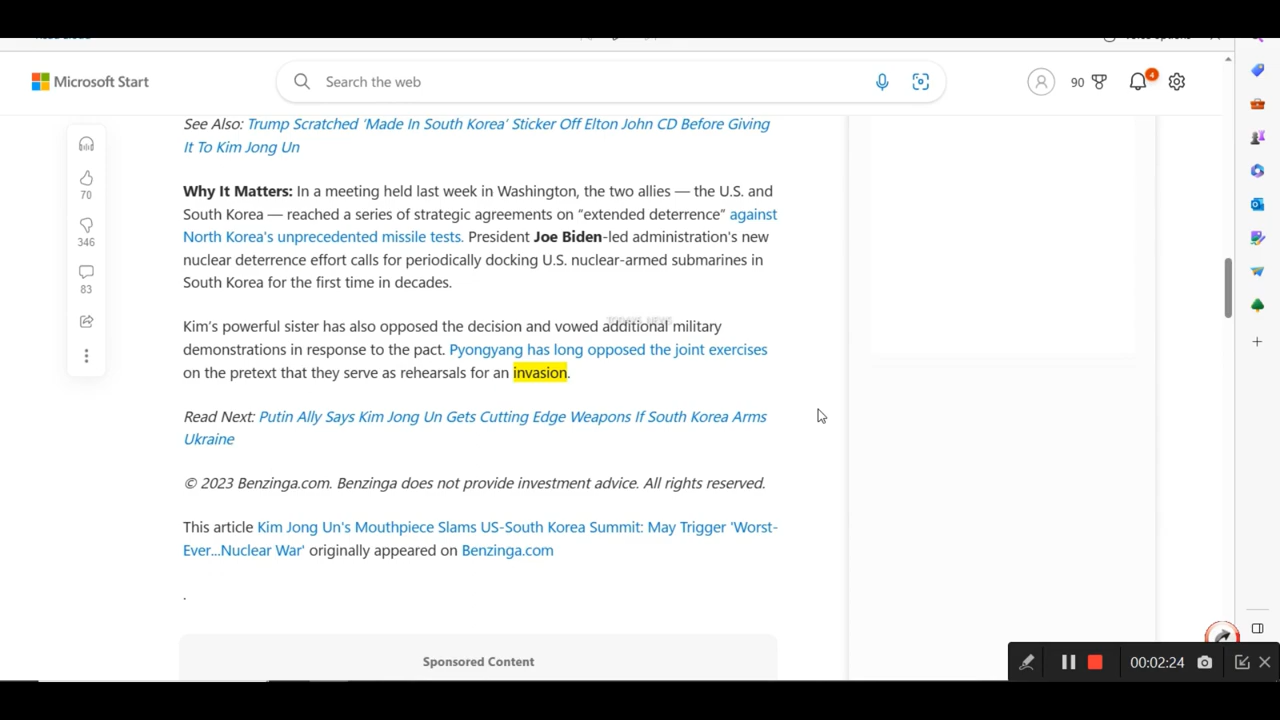 Microsoft Start
Search the web
90
4
See Also: Trump Scratched 'Made In South Korea' Sticker Off Elton John CD Before Giving
It To Kim Jong Un
70
346
83
Why It Matters: In a meeting held last week in Washington, the two allies — the U.S. and
South Korea — reached a series of strategic agreements on “extended deterrence” against
North Korea's unprecedented missile tests. President Joe Biden-led administration's new
nuclear deterrence effort calls for periodically docking U.S. nuclear-armed submarines in
South Korea for the first time in decades.
TODAYS NEWS
Kim's powerful sister has also opposed the decision and vowed additional military
demonstrations in response to the pact. Pyongyang has long opposed the joint exercises
on the pretext that they serve as rehearsals for an invasion.
Read Next: Putin Ally Says Kim Jong Un Gets Cutting Edge Weapons If South Korea Arms
Ukraine
© 2023 Benzinga.com. Benzinga does not provide investment advice. All rights reserved.
This article Kim Jong Un's Mouthpiece Slams US-South Korea Summit: May Trigger 'Worst-
Ever...Nuclear War' originally appeared on Benzinga.com
.
Sponsored Content
00:02:24